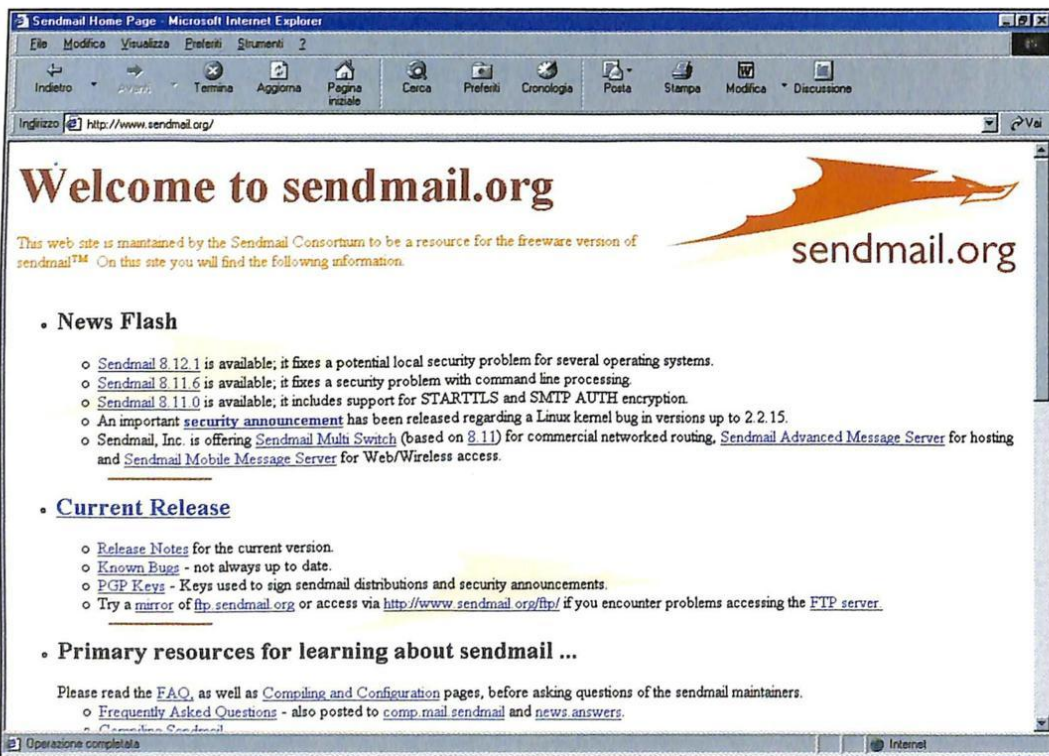 Sendmail Home Page - Microsoft Internet Explorer
File Modifica Visualizza Preferiti Strumenti ?
Indietro Avanti Termina Aggiorna Pagina iniziale Cerca Preferiti Cronologia Posta Stampa Modifica Discussione
Indirizzo http://www.sendmail.org/ Vai
Welcome to sendmail.org
This web site is maintained by the Sendmail Consortium to be a resource for the freeware version of
sendmail™ On this site you will find the following information.
sendmail.org
• News Flash
o Sendmail 8.12.1 is available; it fixes a potential local security problem for several operating systems.
o Sendmail 8.11.6 is available; it fixes a security problem with command line processing.
o Sendmail 8.11.0 is available; it includes support for STARTTLS and SMTP AUTH encryption.
o An important security announcement has been released regarding a Linux kernel bug in versions up to 2.2.15.
o Sendmail, Inc. is offering Sendmail Multi Switch (based on 8.11) for commercial networked routing, Sendmail Advanced Message Server for hosting
and Sendmail Mobile Message Server for Web/Wireless access.
• Current Release
o Release Notes for the current version.
o Known Bugs - not always up to date.
o PGP Keys - Keys used to sign sendmail distributions and security announcements.
o Try a mirror of ftp.sendmail.org or access via http://www.sendmail.org/ftp/ if you encounter problems accessing the FTP server.
• Primary resources for learning about sendmail ...
Please read the FAQ, as well as Compiling and Configuration pages, before asking questions of the sendmail maintainers.
o Frequently Asked Questions - also posted to comp.mail.sendmail and news.answers.
o Compiling Sendmail
Operazione completata Internet